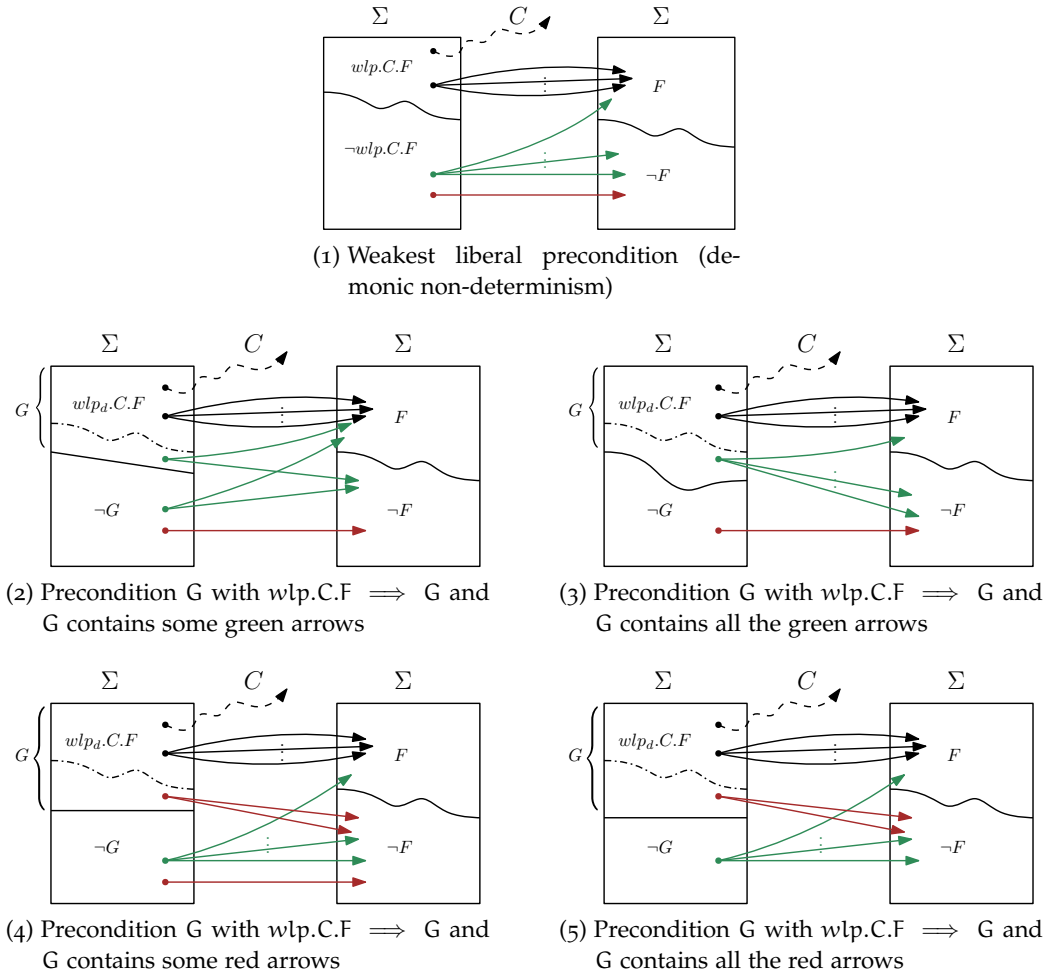 Σ C Σ
wlp.C.F
F
¬wlp.C.F
¬F
(1) Weakest liberal precondition (de-
monic non-determinism)
Σ C Σ
G wlp_d.C.F F
¬G ¬F
(2) Precondition G with wlp.C.F ⟹ G and
G contains some green arrows
Σ C Σ
G wlp_d.C.F F
¬G ¬F
(3) Precondition G with wlp.C.F ⟹ G and
G contains all the green arrows
Σ C Σ
G wlp_d.C.F F
¬G ¬F
(4) Precondition G with wlp.C.F ⟹ G and
G contains some red arrows
Σ C Σ
G wlp_d.C.F F
¬G ¬F
(5) Precondition G with wlp.C.F ⟹ G and
G contains all the red arrows